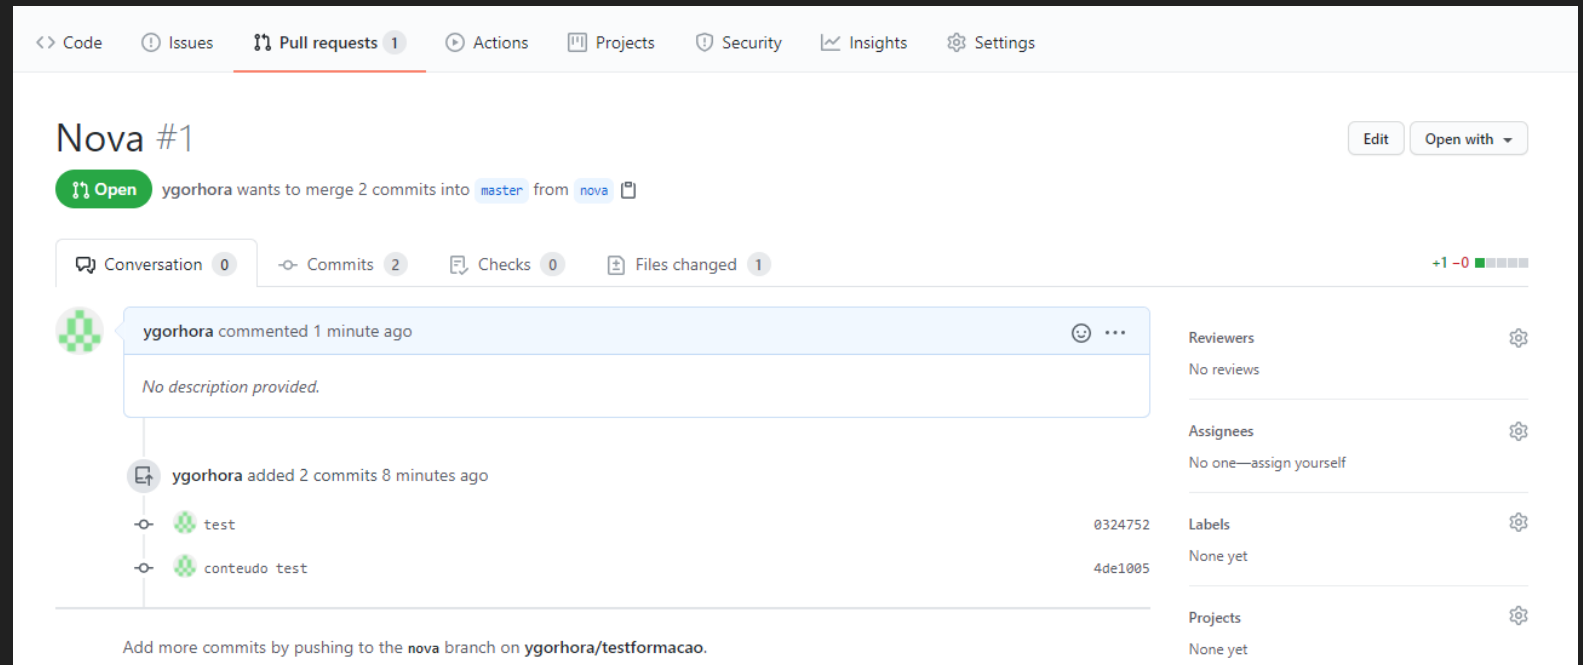 Code Issues Pull requests 1 Actions Projects Security Insights Settings
Nova #1
Edit Open with
Open ygorhora wants to merge 2 commits into master from nova
Conversation 0 Commits 2 Checks 0 Files changed 1
+1 −0
ygorhora commented 1 minute ago
No description provided.
ygorhora added 2 commits 8 minutes ago
test 0324752
conteudo test 4de1005
Add more commits by pushing to the nova branch on ygorhora/testformacao.
Reviewers
No reviews
Assignees
No one—assign yourself
Labels
None yet
Projects
None yet